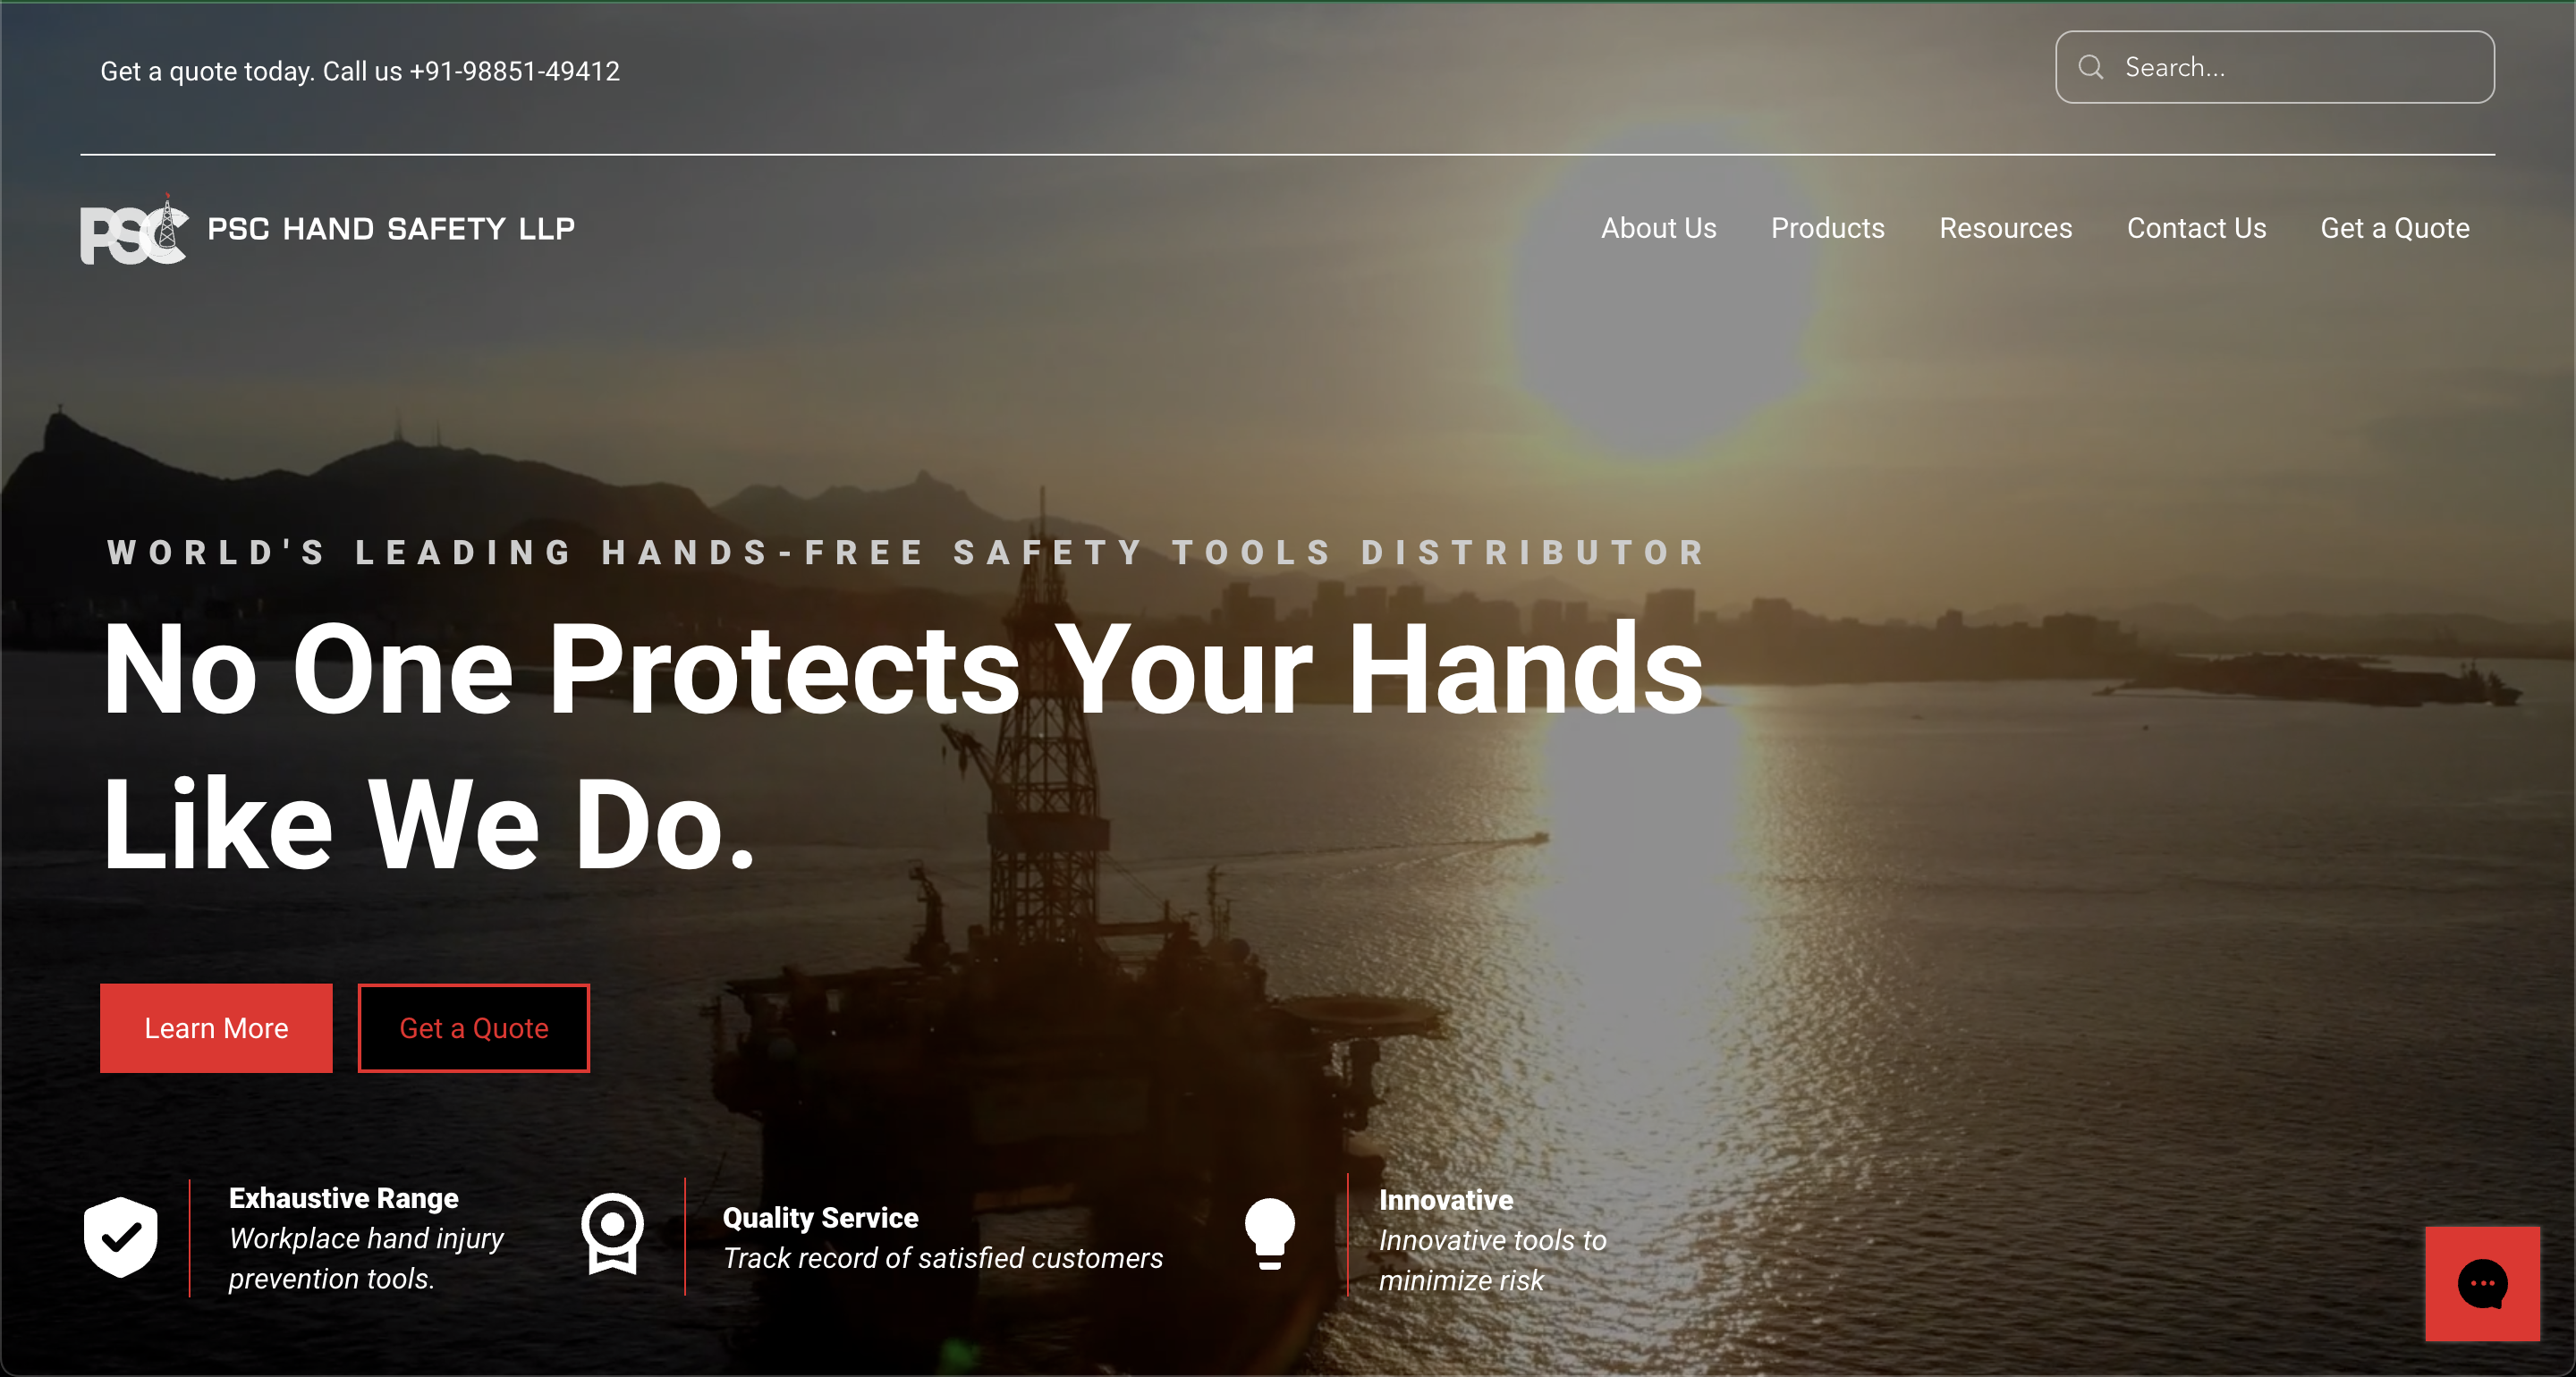 Get a quote today. Call us +91-98851-49412
Search...
PSC
PSC HAND SAFETY LLP
About Us
Products
Resources
Contact Us
Get a Quote
WORLD'S LEADING HANDS-FREE SAFETY TOOLS DISTRIBUTOR
No One Protects Your Hands
Like We Do.
Learn More
Get a Quote
Exhaustive Range
Workplace hand injury
prevention tools.
Quality Service
Track record of satisfied customers
Innovative
Innovative tools to
minimize risk